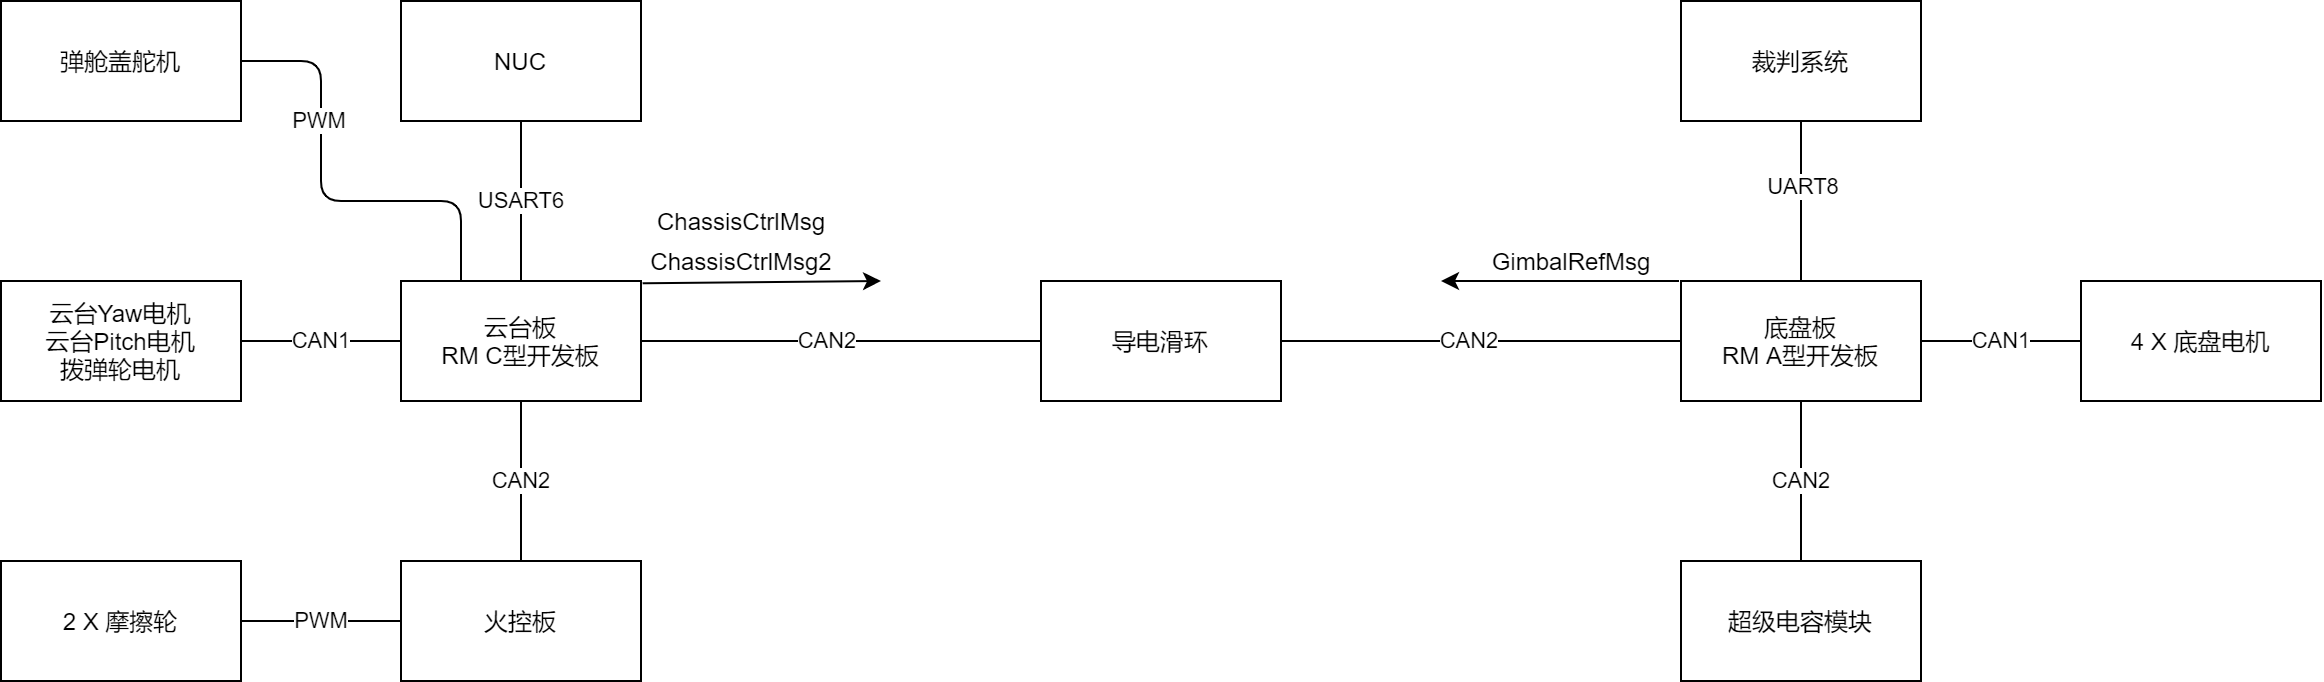 弹舱盖舵机
NUC
裁判系统
PWM
UART8
USART6
ChassisCtrlMsg
ChassisCtrlMsg2
GimbalRefMsg
云台Yaw电机
云台Pitch电机
拨弹轮电机
CAN1
云台板
RM C型开发板
CAN2
导电滑环
CAN2
底盘板
RM A型开发板
CAN1
4 X 底盘电机
CAN2
CAN2
2 X 摩擦轮
PWM
火控板
超级电容模块